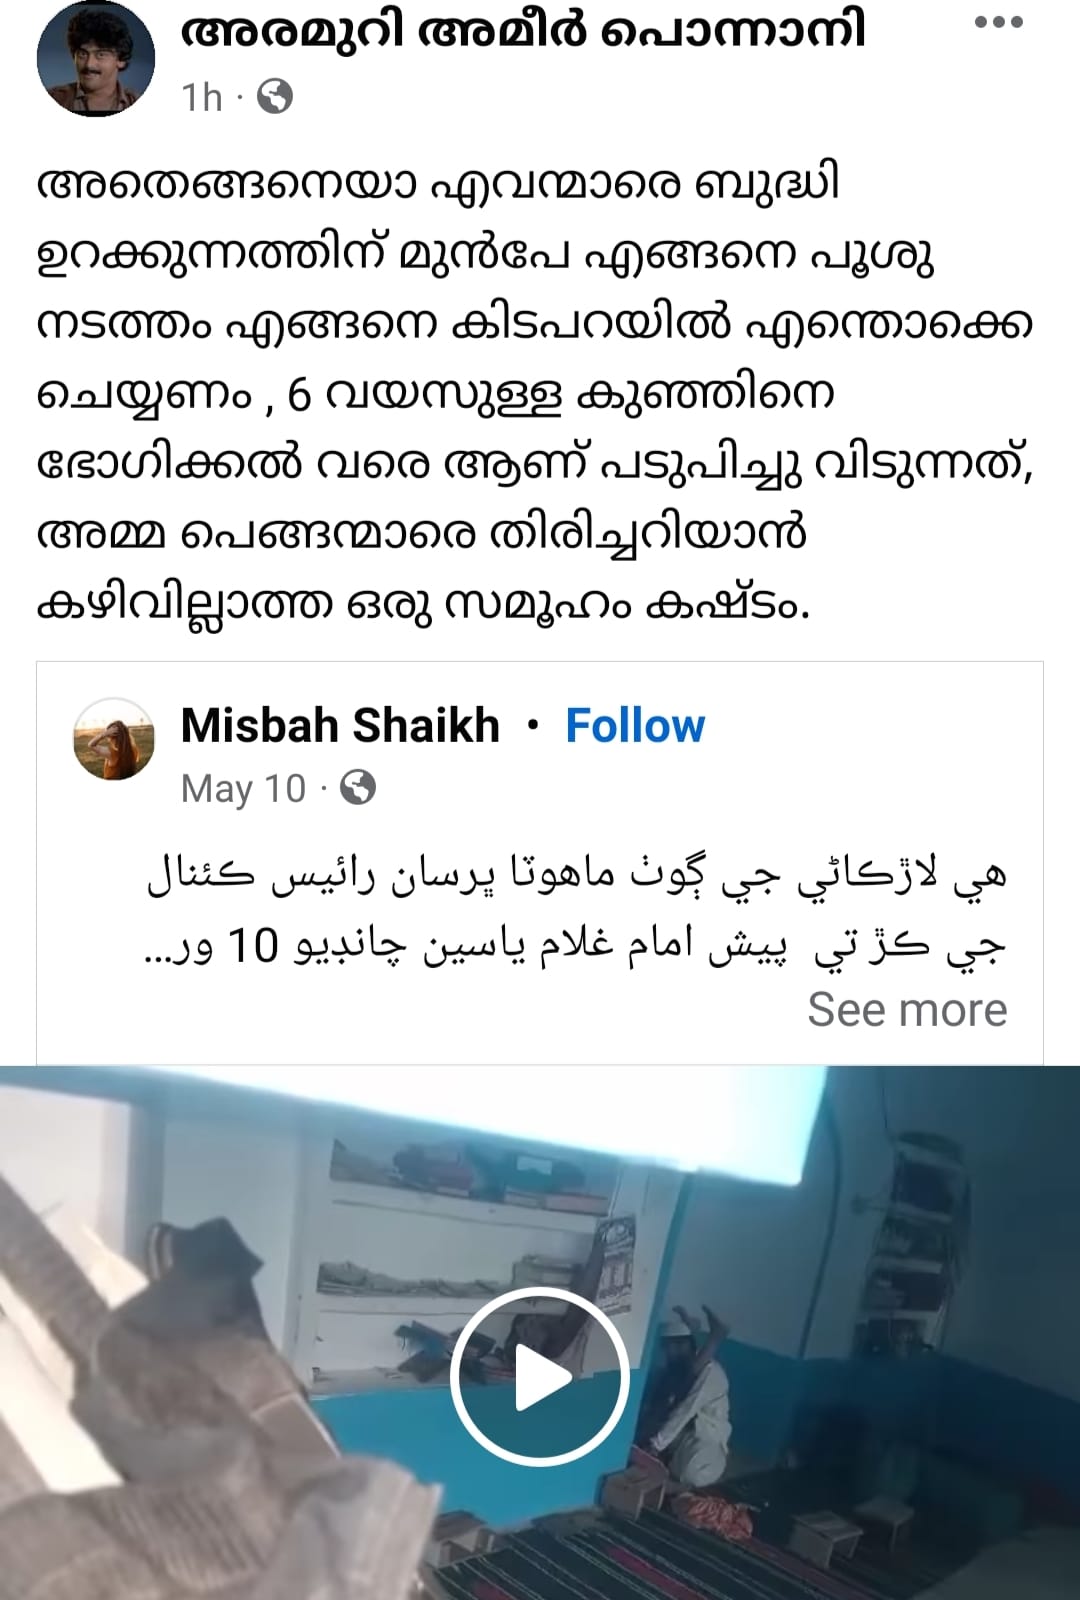 അരമുറി അമീർ പൊന്നാനി
1h ·
അതെങ്ങനെയാ എവന്മാരെ ബുദ്ധി
ഉറക്കുന്നത്തിന് മുൻപേ എങ്ങനെ പൂശു
നടത്തം എങ്ങനെ കിടപറയിൽ എന്തൊക്കെ
ചെയ്യണം , 6 വയസുള്ള കുഞ്ഞിനെ
ഭോഗിക്കൽ വരെ ആണ് പടുപിച്ചു വിടുന്നത്,
അമ്മ പെങ്ങന്മാരെ തിരിച്ചറിയാൻ
കഴിവില്ലാത്ത ഒരു സമൂഹം കഷ്ടം.
Misbah Shaikh • Follow
May 10 ·
هي لاڙڪاڻي جي ڳوٺ ماهوٽا ڀرسان رائيس ڪئنال
جي ڪڙ تي پيش امام غلام ياسين چانڊيو 10 ور...
See more